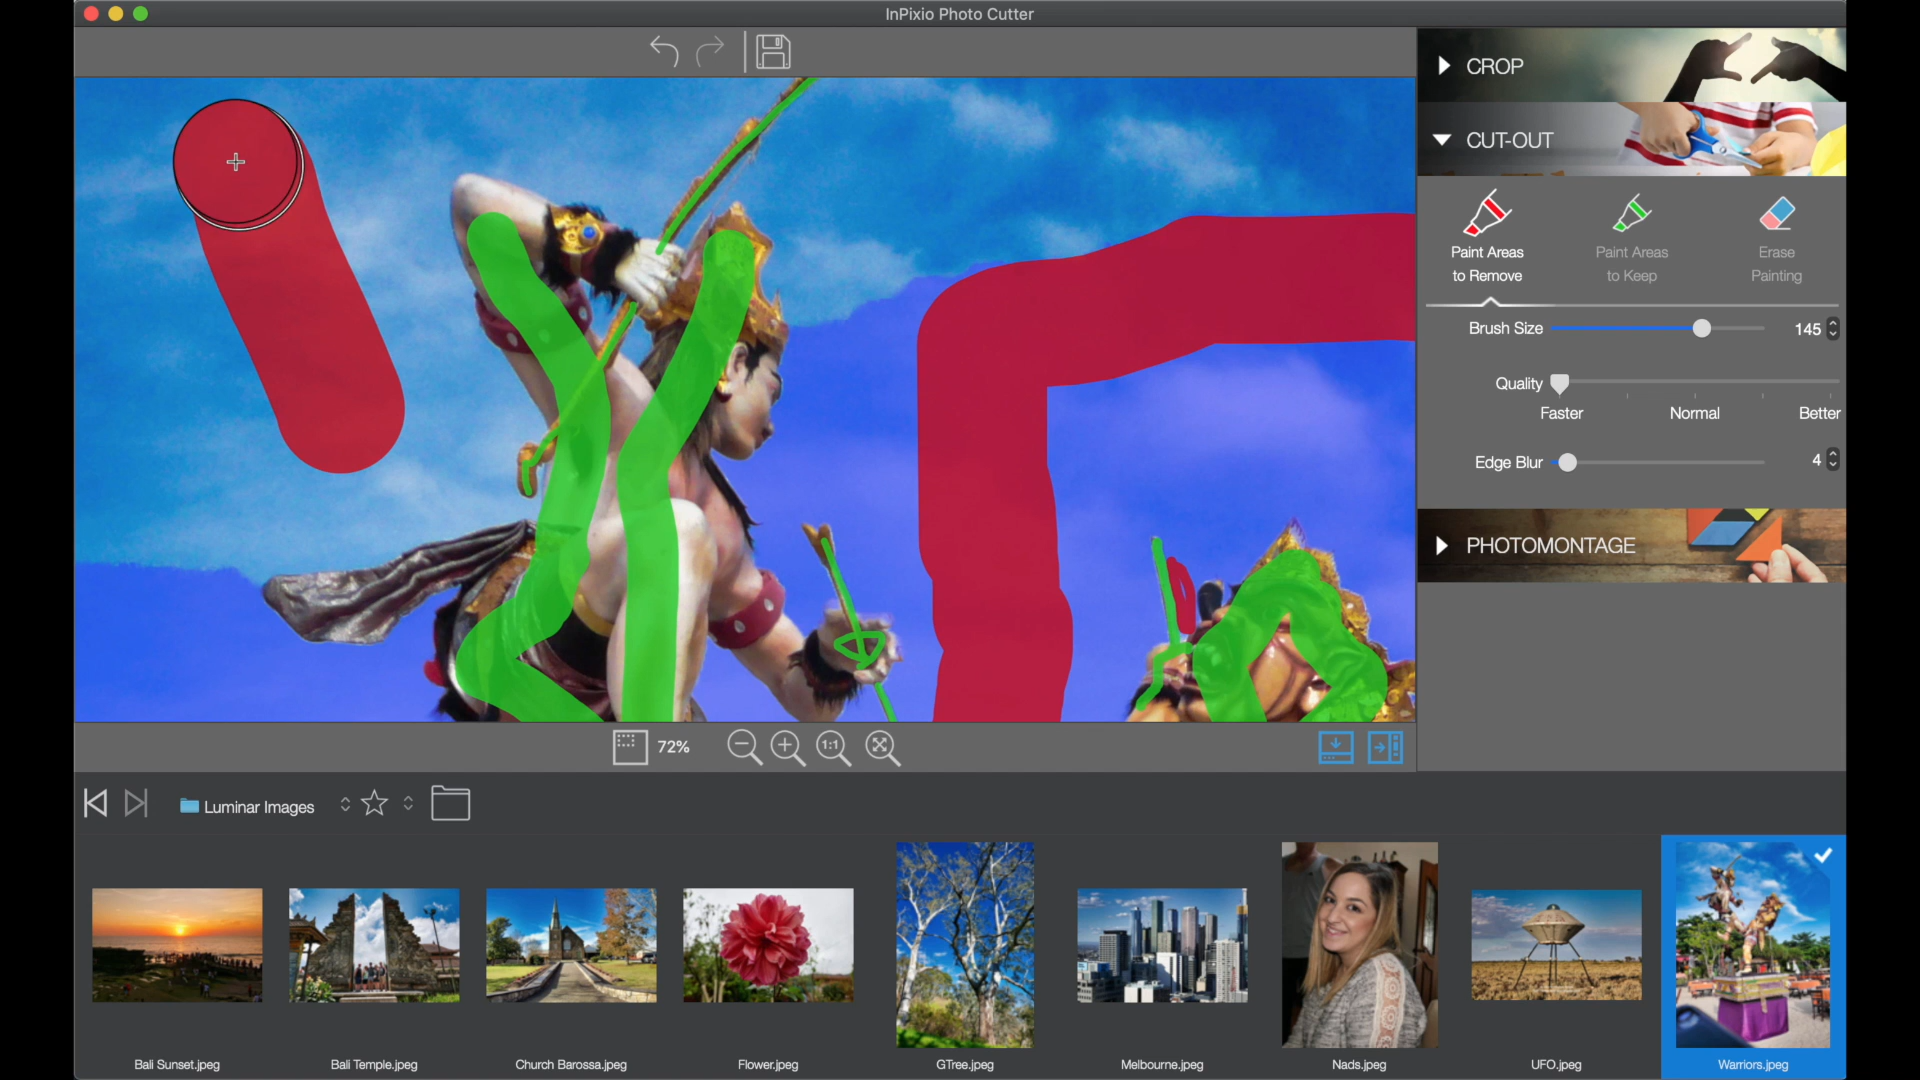 InPixio Photo Cutter
CROP
CUT-OUT
Paint Areas
to Remove
Paint Areas
to Keep
Erase
Painting
Brush Size 145
Quality
Faster Normal Better
Edge Blur 4
PHOTOMONTAGE
72% 1:1
Luminar Images
Bali Sunset.jpeg Bali Temple.jpeg Church Barossa.jpeg Flower.jpeg GTree.jpeg Melbourne.jpeg Nads.jpeg UFO.jpeg Warriors.jpeg